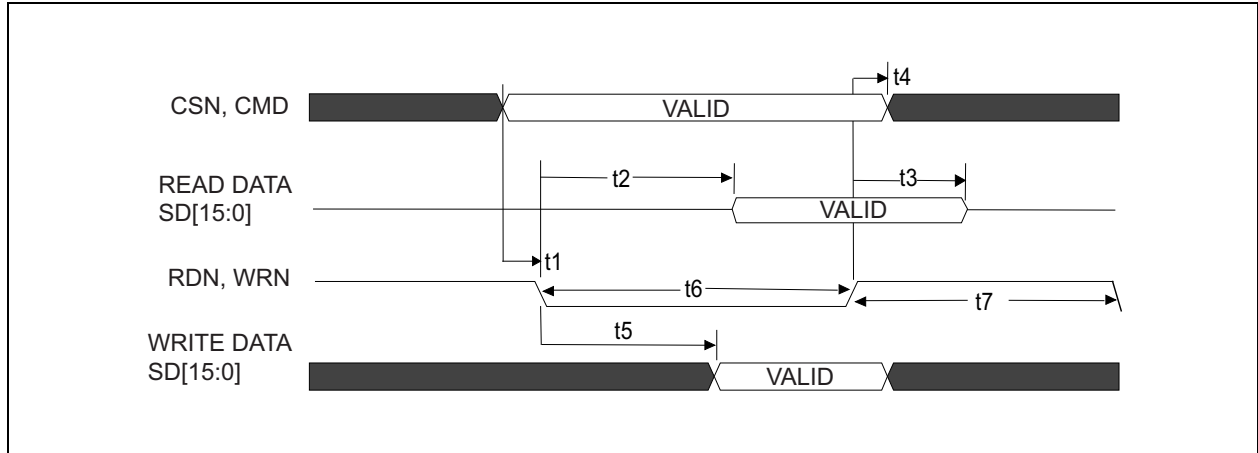 t4
CSN, CMD VALID
t2 t3
READ DATA
SD[15:0] VALID
t1
RDN, WRN t6
t7
t5
WRITE DATA
SD[15:0] VALID